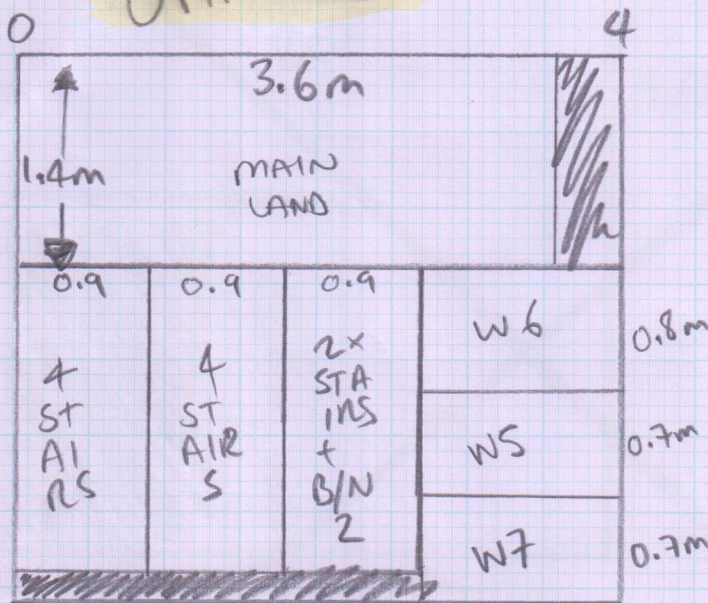 0
4
3.6m
1.4m
MAIN
LAND
0.9
0.9
0.9
4
ST
AI
RS
4
ST
AIR
S
2x
STA
IRS
+
B/N
2
W6
0.8m
W5
0.7m
W7
0.7m